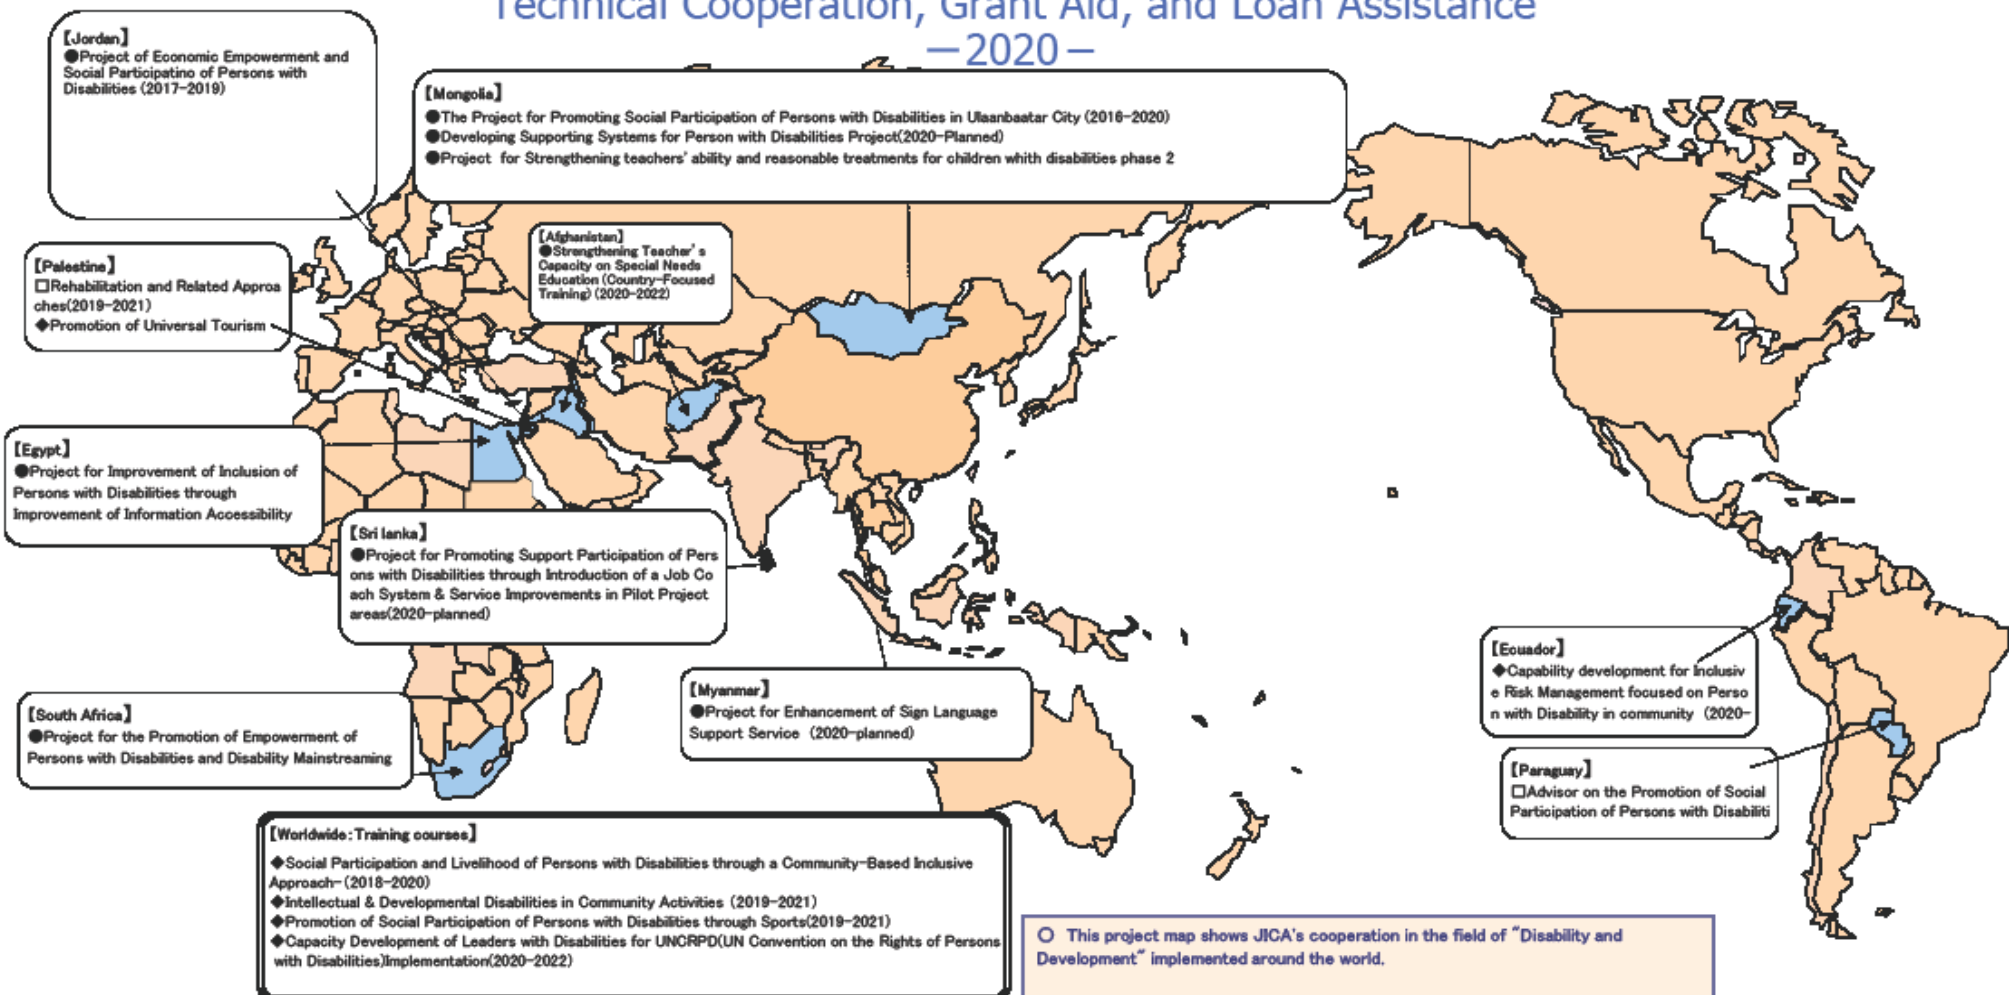 Technical Cooperation, Grant Aid, and Loan Assistance
－2020－
【Jordan】
●Project of Economic Empowerment and
Social Participatino of Persons with
Disabilities (2017-2019)
【Mongolia】
●The Project for Promoting Social Participation of Persons with Disabilities in Ulaanbaatar City (2016-2020)
●Developing Supporting Systems for Person with Disabilities Project(2020-Planned)
●Project for Strengthening teachers' ability and reasonable treatments for children whith disabilities phase 2
【Afghanistan】
●Strengthening Teacher's
Capacity on Special Needs
Education (Country-Focused
Training) (2020-2022)
【Palestine】
□Rehabilitation and Related Approa
ches(2019-2021)
◆Promotion of Universal Tourism
【Egypt】
●Project for Improvement of Inclusion of
Persons with Disabilities through
Improvement of Information Accessibility
【Sri lanka】
●Project for Promoting Support Participation of Pers
ons with Disabilities through Introduction of a Job Co
ach System & Service Improvements in Pilot Project
areas(2020-planned)
【South Africa】
●Project for the Promotion of Empowerment of
Persons with Disabilities and Disability Mainstreaming
【Myanmar】
●Project for Enhancement of Sign Language
Support Service (2020-planned)
【Ecuador】
◆Capability development for Inclusiv
e Risk Management focused on Perso
n with Disability in community (2020-
【Paraguay】
□Advisor on the Promotion of Social
Participation of Persons with Disabiliti
【Worldwide:Training courses】
◆Social Participation and Livelihood of Persons with Disabilities through a Community-Based Inclusive
Approach-(2018-2020)
◆Intellectual & Developmental Disabilities in Community Activities (2019-2021)
◆Promotion of Social Participation of Persons with Disabilities through Sports(2019-2021)
◆Capacity Development of Leaders with Disabilities for UNCRPD(UN Convention on the Rights of Persons
with Disabilities)Implementation(2020-2022)
○ This project map shows JICA's cooperation in the field of "Disability and
Development" implemented around the world.